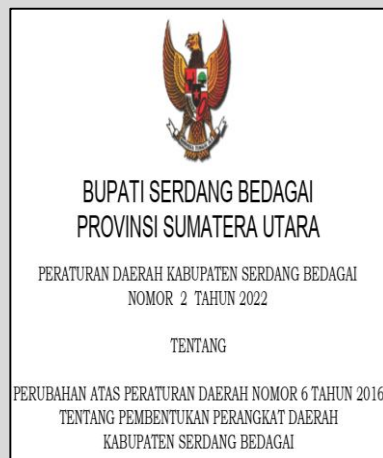 BUPATI SERDANG BEDAGAI
PROVINSI SUMATERA UTARA
PERATURAN DAERAH KABUPATEN SERDANG BEDAGAI
NOMOR 2 TAHUN 2022
TENTANG
PERUBAHAN ATAS PERATURAN DAERAH NOMOR 6 TAHUN 2016
TENTANG PEMBENTUKAN PERANGKAT DAERAH
KABUPATEN SERDANG BEDAGAI